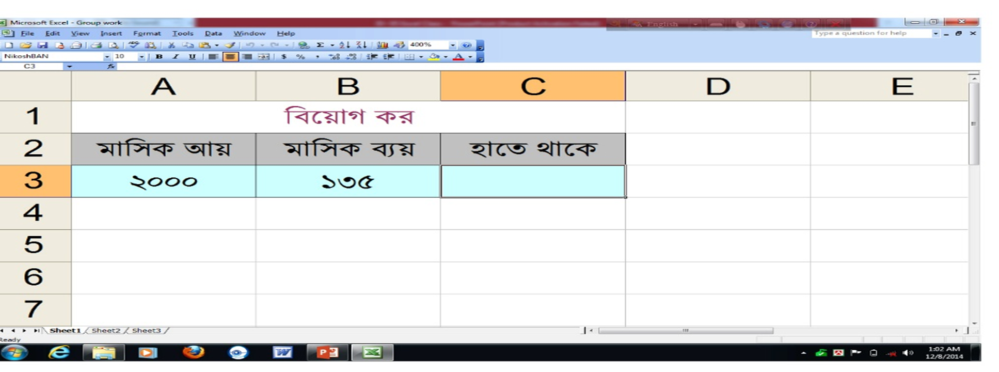 Microsoft Excel - Group work
English
File Edit View Insert Format Tools Data Window Help
Type a question for help
400%
NikoshBAN 10 B I U $ % ,
C3 fx
A B C D E
1 বিয়োগ কর
2 মাসিক আয় মাসিক ব্যয় হাতে থাকে
3 ২০০০ ১৩৫
4
5
6
7
Sheet1 Sheet2 Sheet3
Ready
1:02 AM
12/8/2014